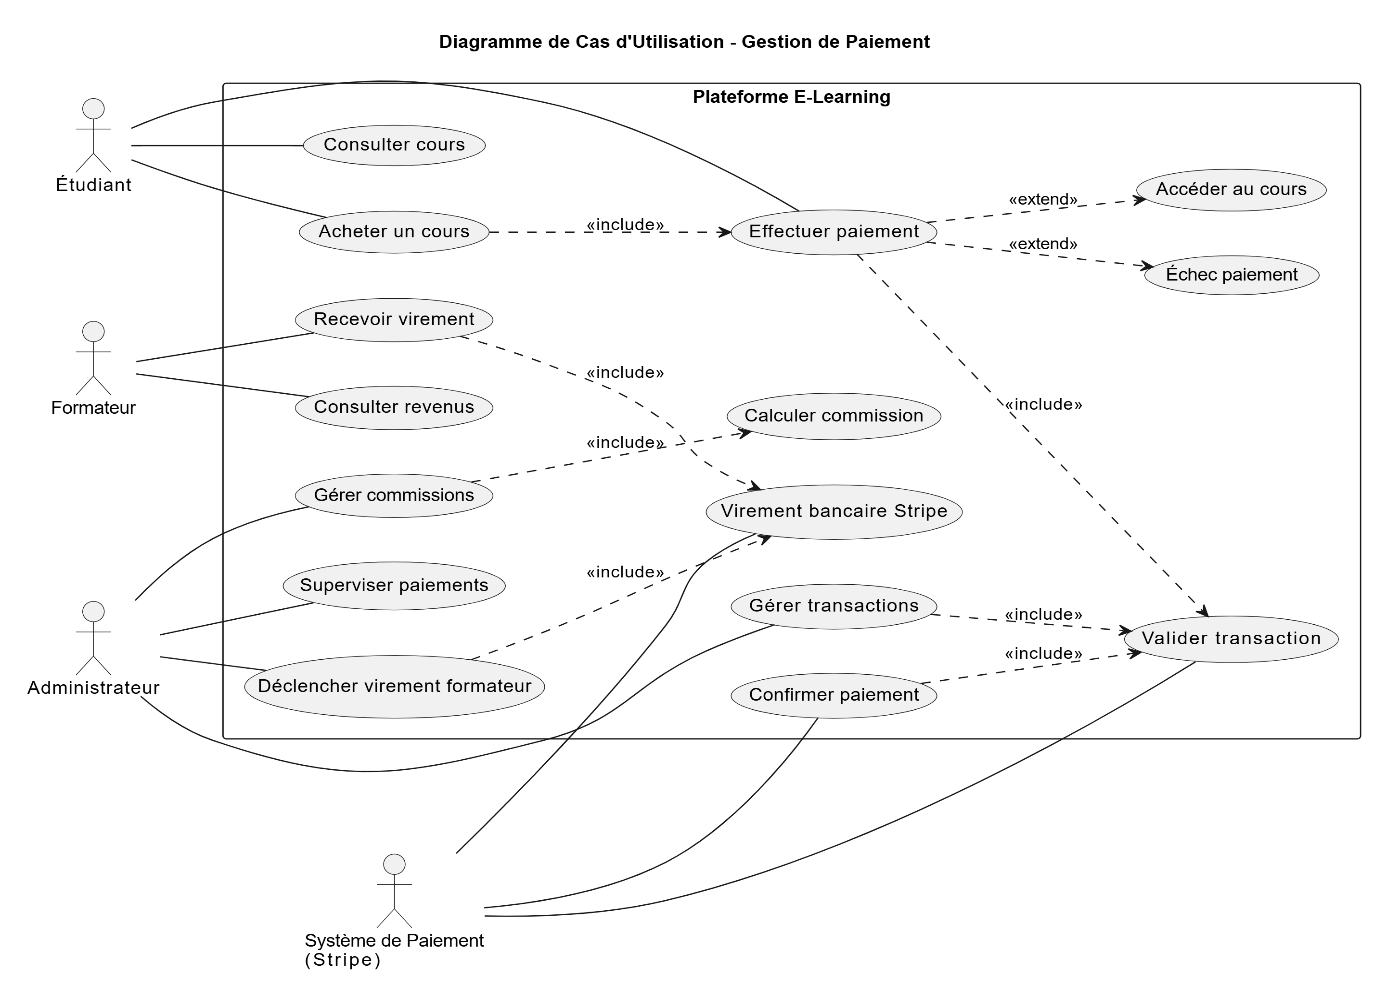 Diagramme de Cas d'Utilisation - Gestion de Paiement
Plateforme E-Learning
Étudiant
Consulter cours
Acheter un cours
«include»
Effectuer paiement
«extend»
Accéder au cours
«extend»
Échec paiement
Formateur
Recevoir virement
«include»
Consulter revenus
«include»
Calculer commission
«include»
Gérer commissions
Virement bancaire Stripe
Administrateur
Superviser paiements
«include»
Gérer transactions
«include»
Valider transaction
«include»
Déclencher virement formateur
Confirmer paiement
Système de Paiement
(Stripe)